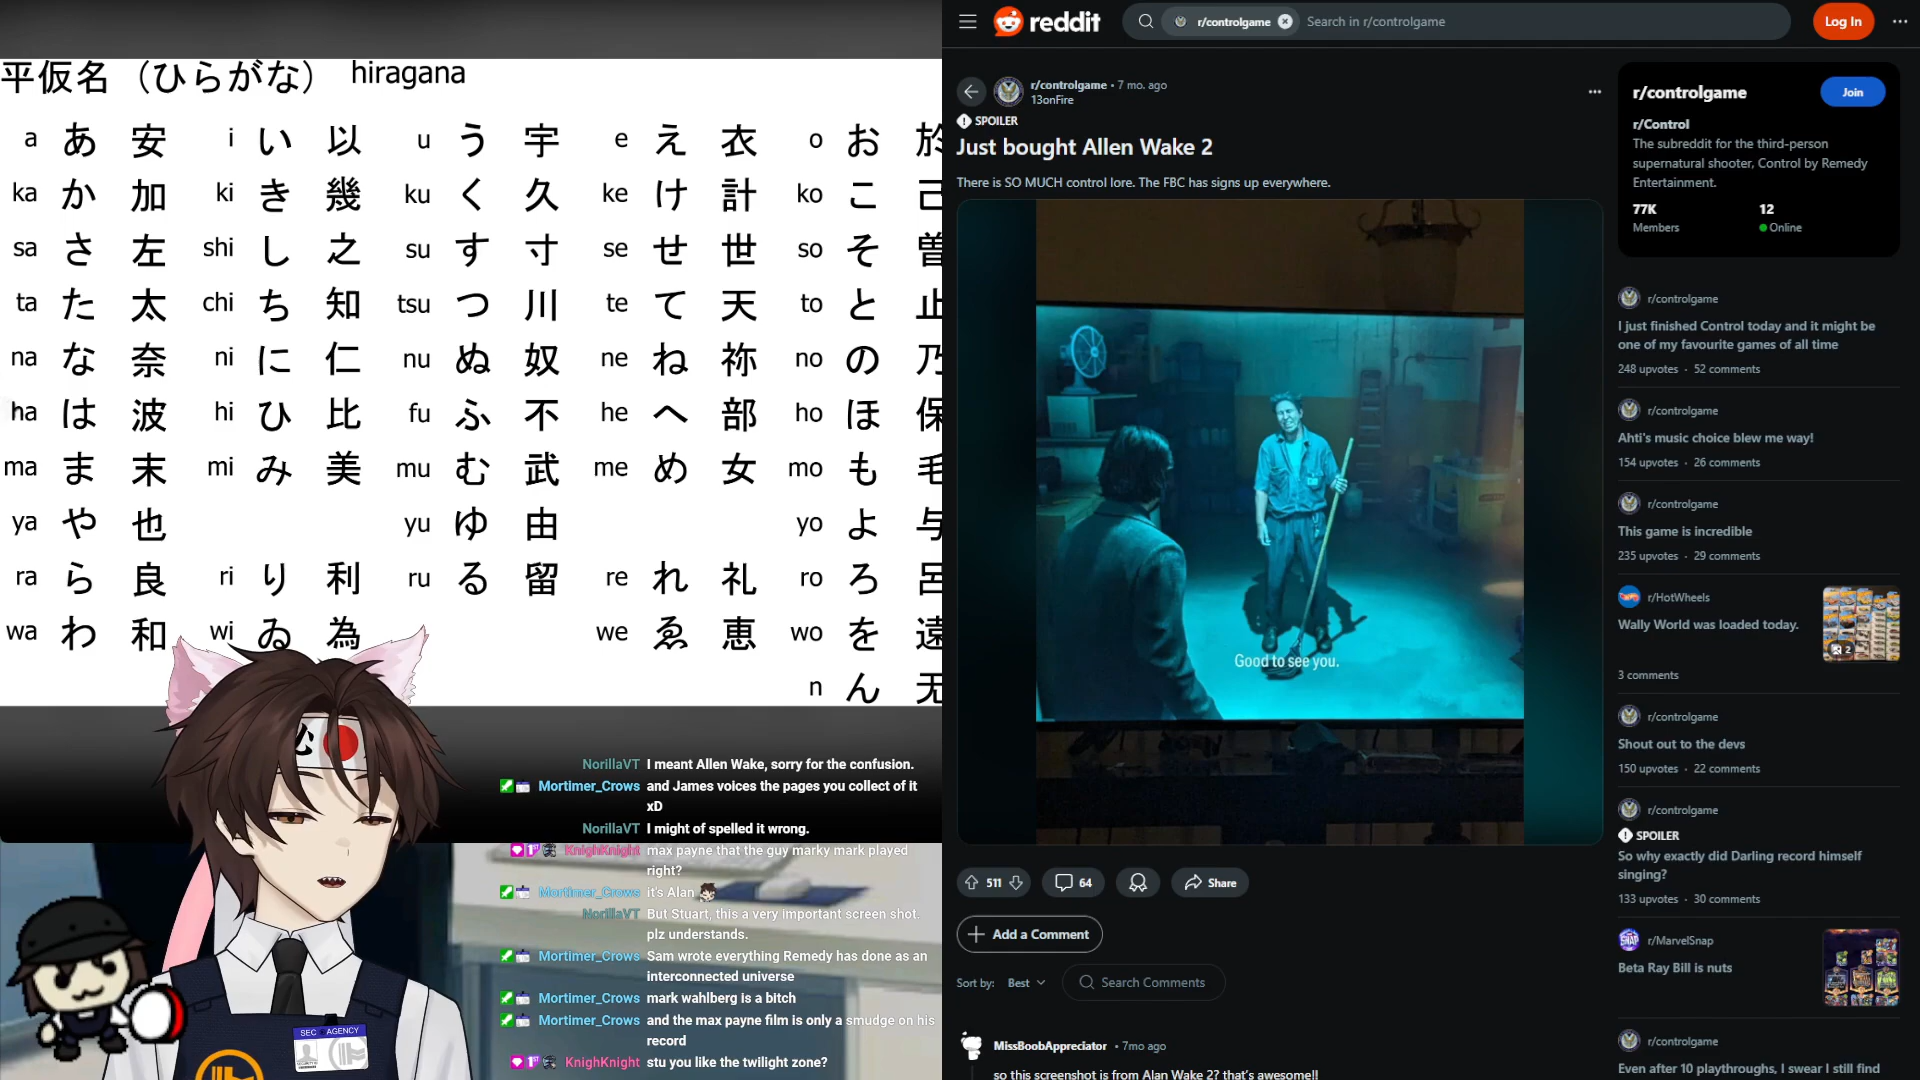 平仮名（ひらがな） hiragana
a あ 安 i い 以 u う 宇 e え 衣 o お 於
ka か 加 ki き 幾 ku く 久 ke け 計 ko こ 己
sa さ 左 shi し 之 su す 寸 se せ 世 so そ 曽
ta た 太 chi ち 知 tsu つ 川 te て 天 to と 止
na な 奈 ni に 仁 nu ぬ 奴 ne ね 祢 no の 乃
ha は 波 hi ひ 比 fu ふ 不 he へ 部 ho ほ 保
ma ま 末 mi み 美 mu む 武 me め 女 mo も 毛
ya や 也 yu ゆ 由 yo よ 与
ra ら 良 ri り 利 ru る 留 re れ 礼 ro ろ 呂
wa わ 和 wi ゐ 為 we ゑ 恵 wo を 遠
n ん 无
SEC AGENCY
NorillaVT I meant Allen Wake, sorry for the confusion.
Mortimer_Crows and James voices the pages you collect of it
xD
NorillaVT I might of spelled it wrong.
KnighKnight max payne that the guy marky mark played
right?
Mortimer_Crows it's Alan
NorillaVT But Stuart, this a very important screen shot.
plz understands.
Mortimer_Crows Sam wrote everything Remedy has done as an
interconnected universe
Mortimer_Crows mark wahlberg is a bitch
Mortimer_Crows and the max payne film is only a smudge on his
record
KnighKnight stu you like the twilight zone?
reddit
r/controlgame
Search in r/controlgame
Log In
r/controlgame • 7 mo. ago
13onFire
SPOILER
Just bought Allen Wake 2
There is SO MUCH control lore. The FBC has signs up everywhere.
Good to see you.
511
64
Share
Add a Comment
Sort by: Best
Search Comments
MissBoobAppreciator • 7mo ago
so this screenshot is from Alan Wake 2? that's awesome!!
r/controlgame
Join
r/Control
The subreddit for the third-person
supernatural shooter, Control by Remedy
Entertainment.
77K 12
Members Online
r/controlgame
I just finished Control today and it might be
one of my favourite games of all time
248 upvotes · 52 comments
r/controlgame
Ahti's music choice blew me way!
154 upvotes · 26 comments
r/controlgame
This game is incredible
235 upvotes · 29 comments
r/HotWheels
Wally World was loaded today.
2
3 comments
r/controlgame
Shout out to the devs
150 upvotes · 22 comments
r/controlgame
SPOILER
So why exactly did Darling record himself
singing?
133 upvotes · 30 comments
r/MarvelSnap
Beta Ray Bill is nuts
r/controlgame
Even after 10 playthroughs, I swear I still find